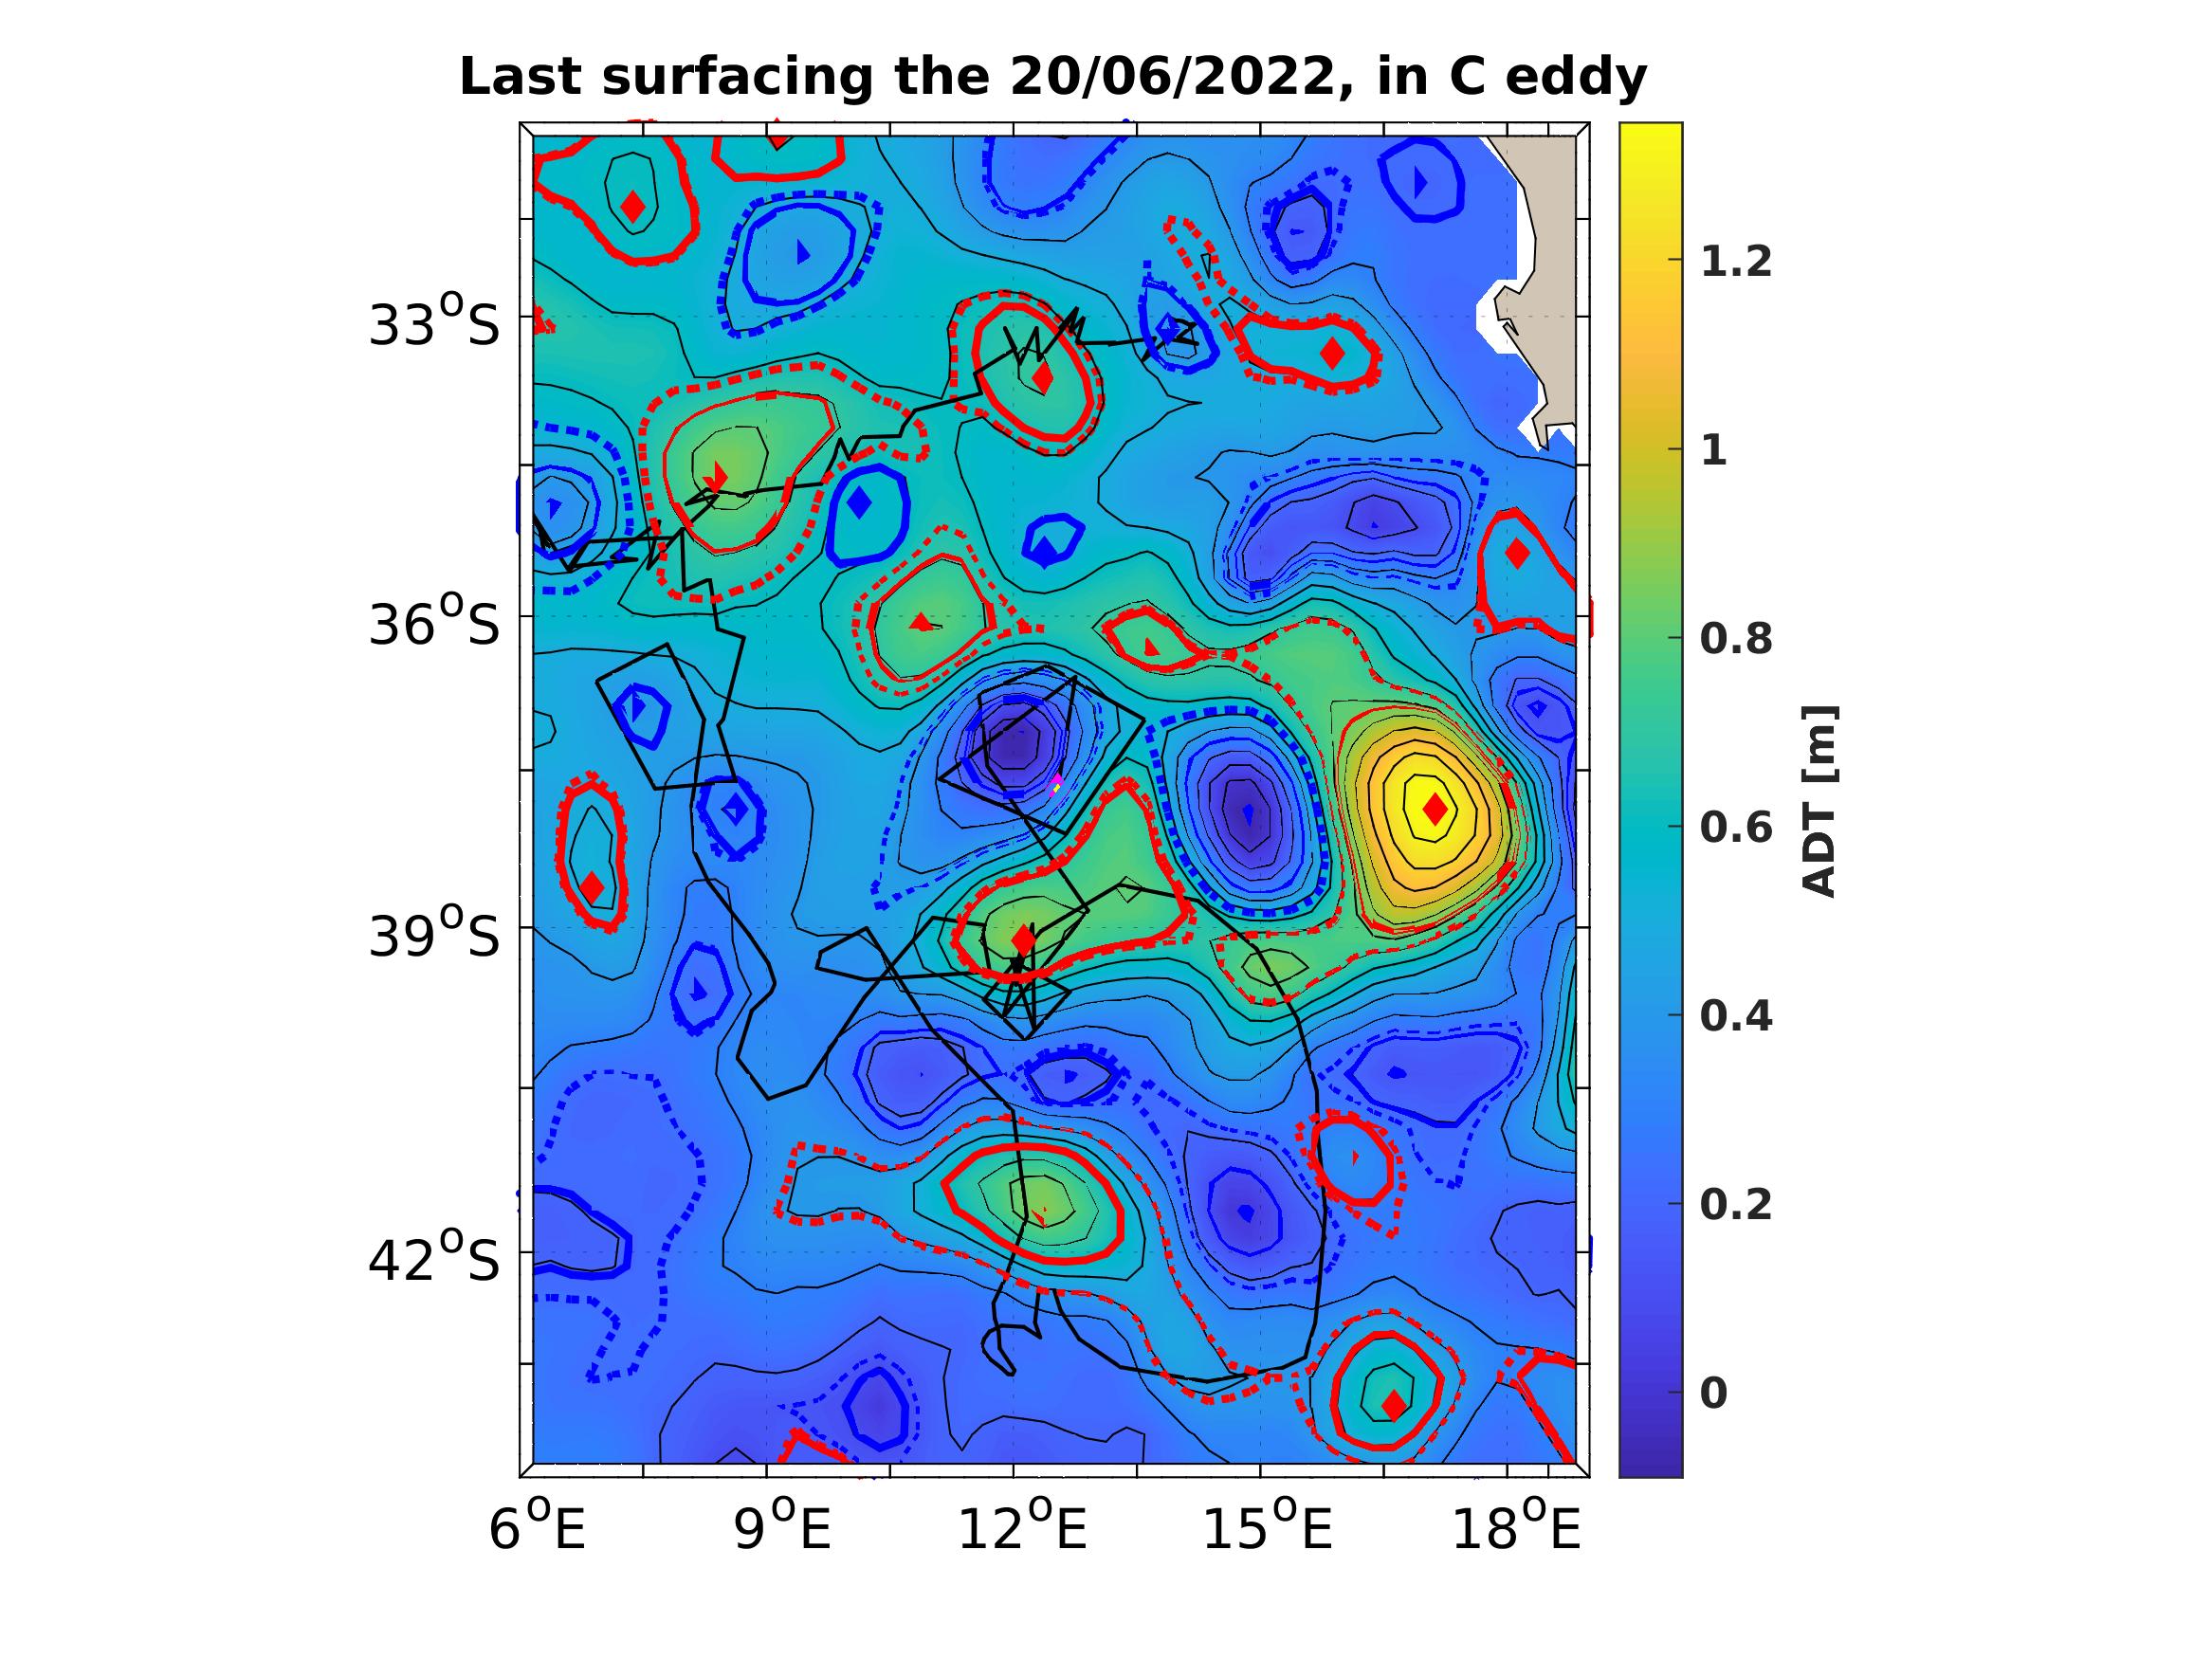 Last surfacing the 20/06/2022, in C eddy
33°S
36°S
39°S
42°S
6°E
9°E
12°E
15°E
18°E
1.2
1
0.8
0.6
0.4
0.2
0
ADT [m]